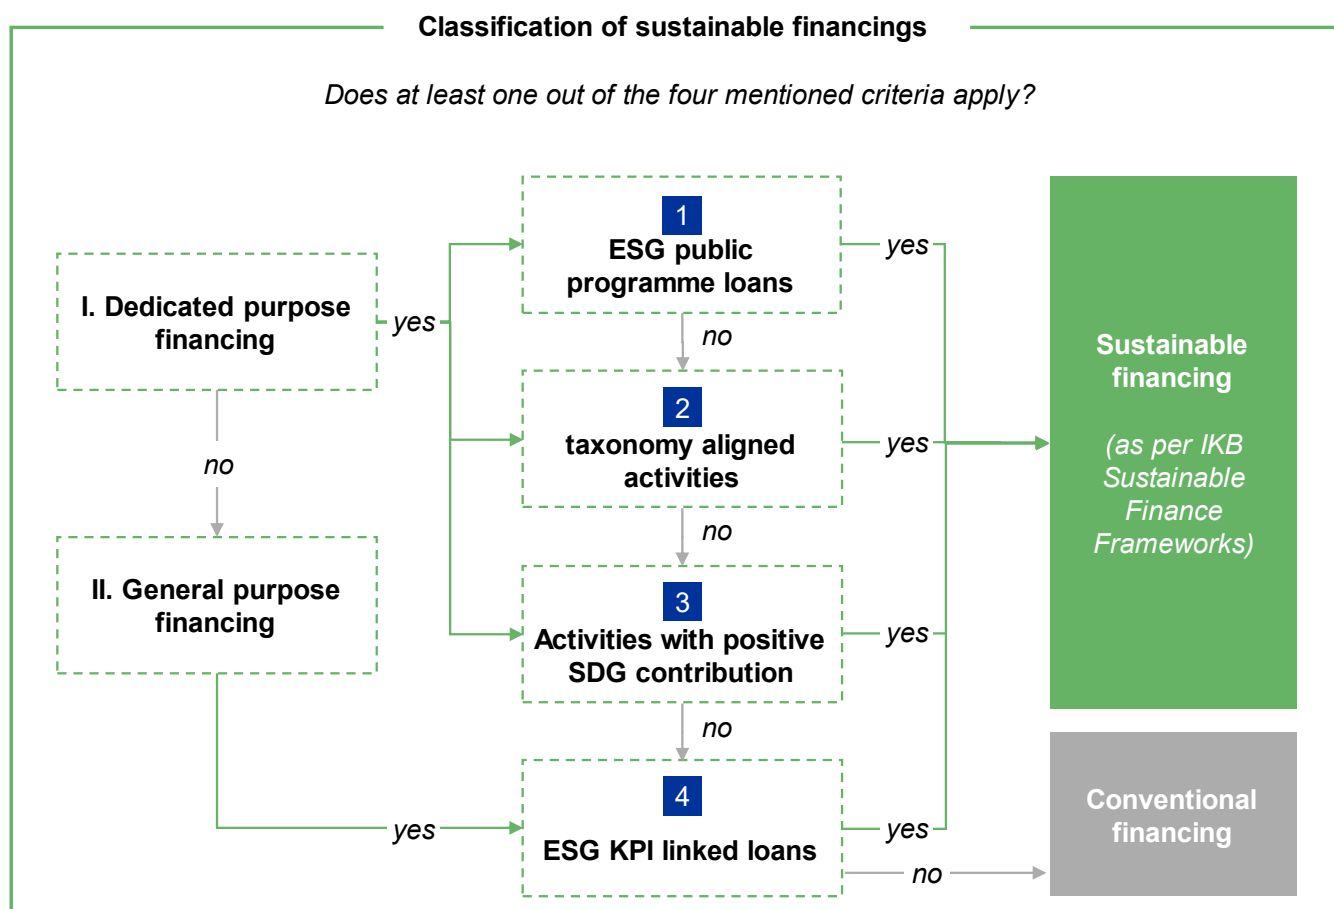 Classification of sustainable financings
Does at least one out of the four mentioned criteria apply?
I. Dedicated purpose
financing
yes
no
II. General purpose
financing
yes
1
ESG public
programme loans
yes
no
2
taxonomy aligned
activities
yes
no
3
Activities with positive
SDG contribution
yes
no
4
ESG KPI linked loans
yes
no
Sustainable
financing
(as per IKB
Sustainable
Finance
Frameworks)
Conventional
financing